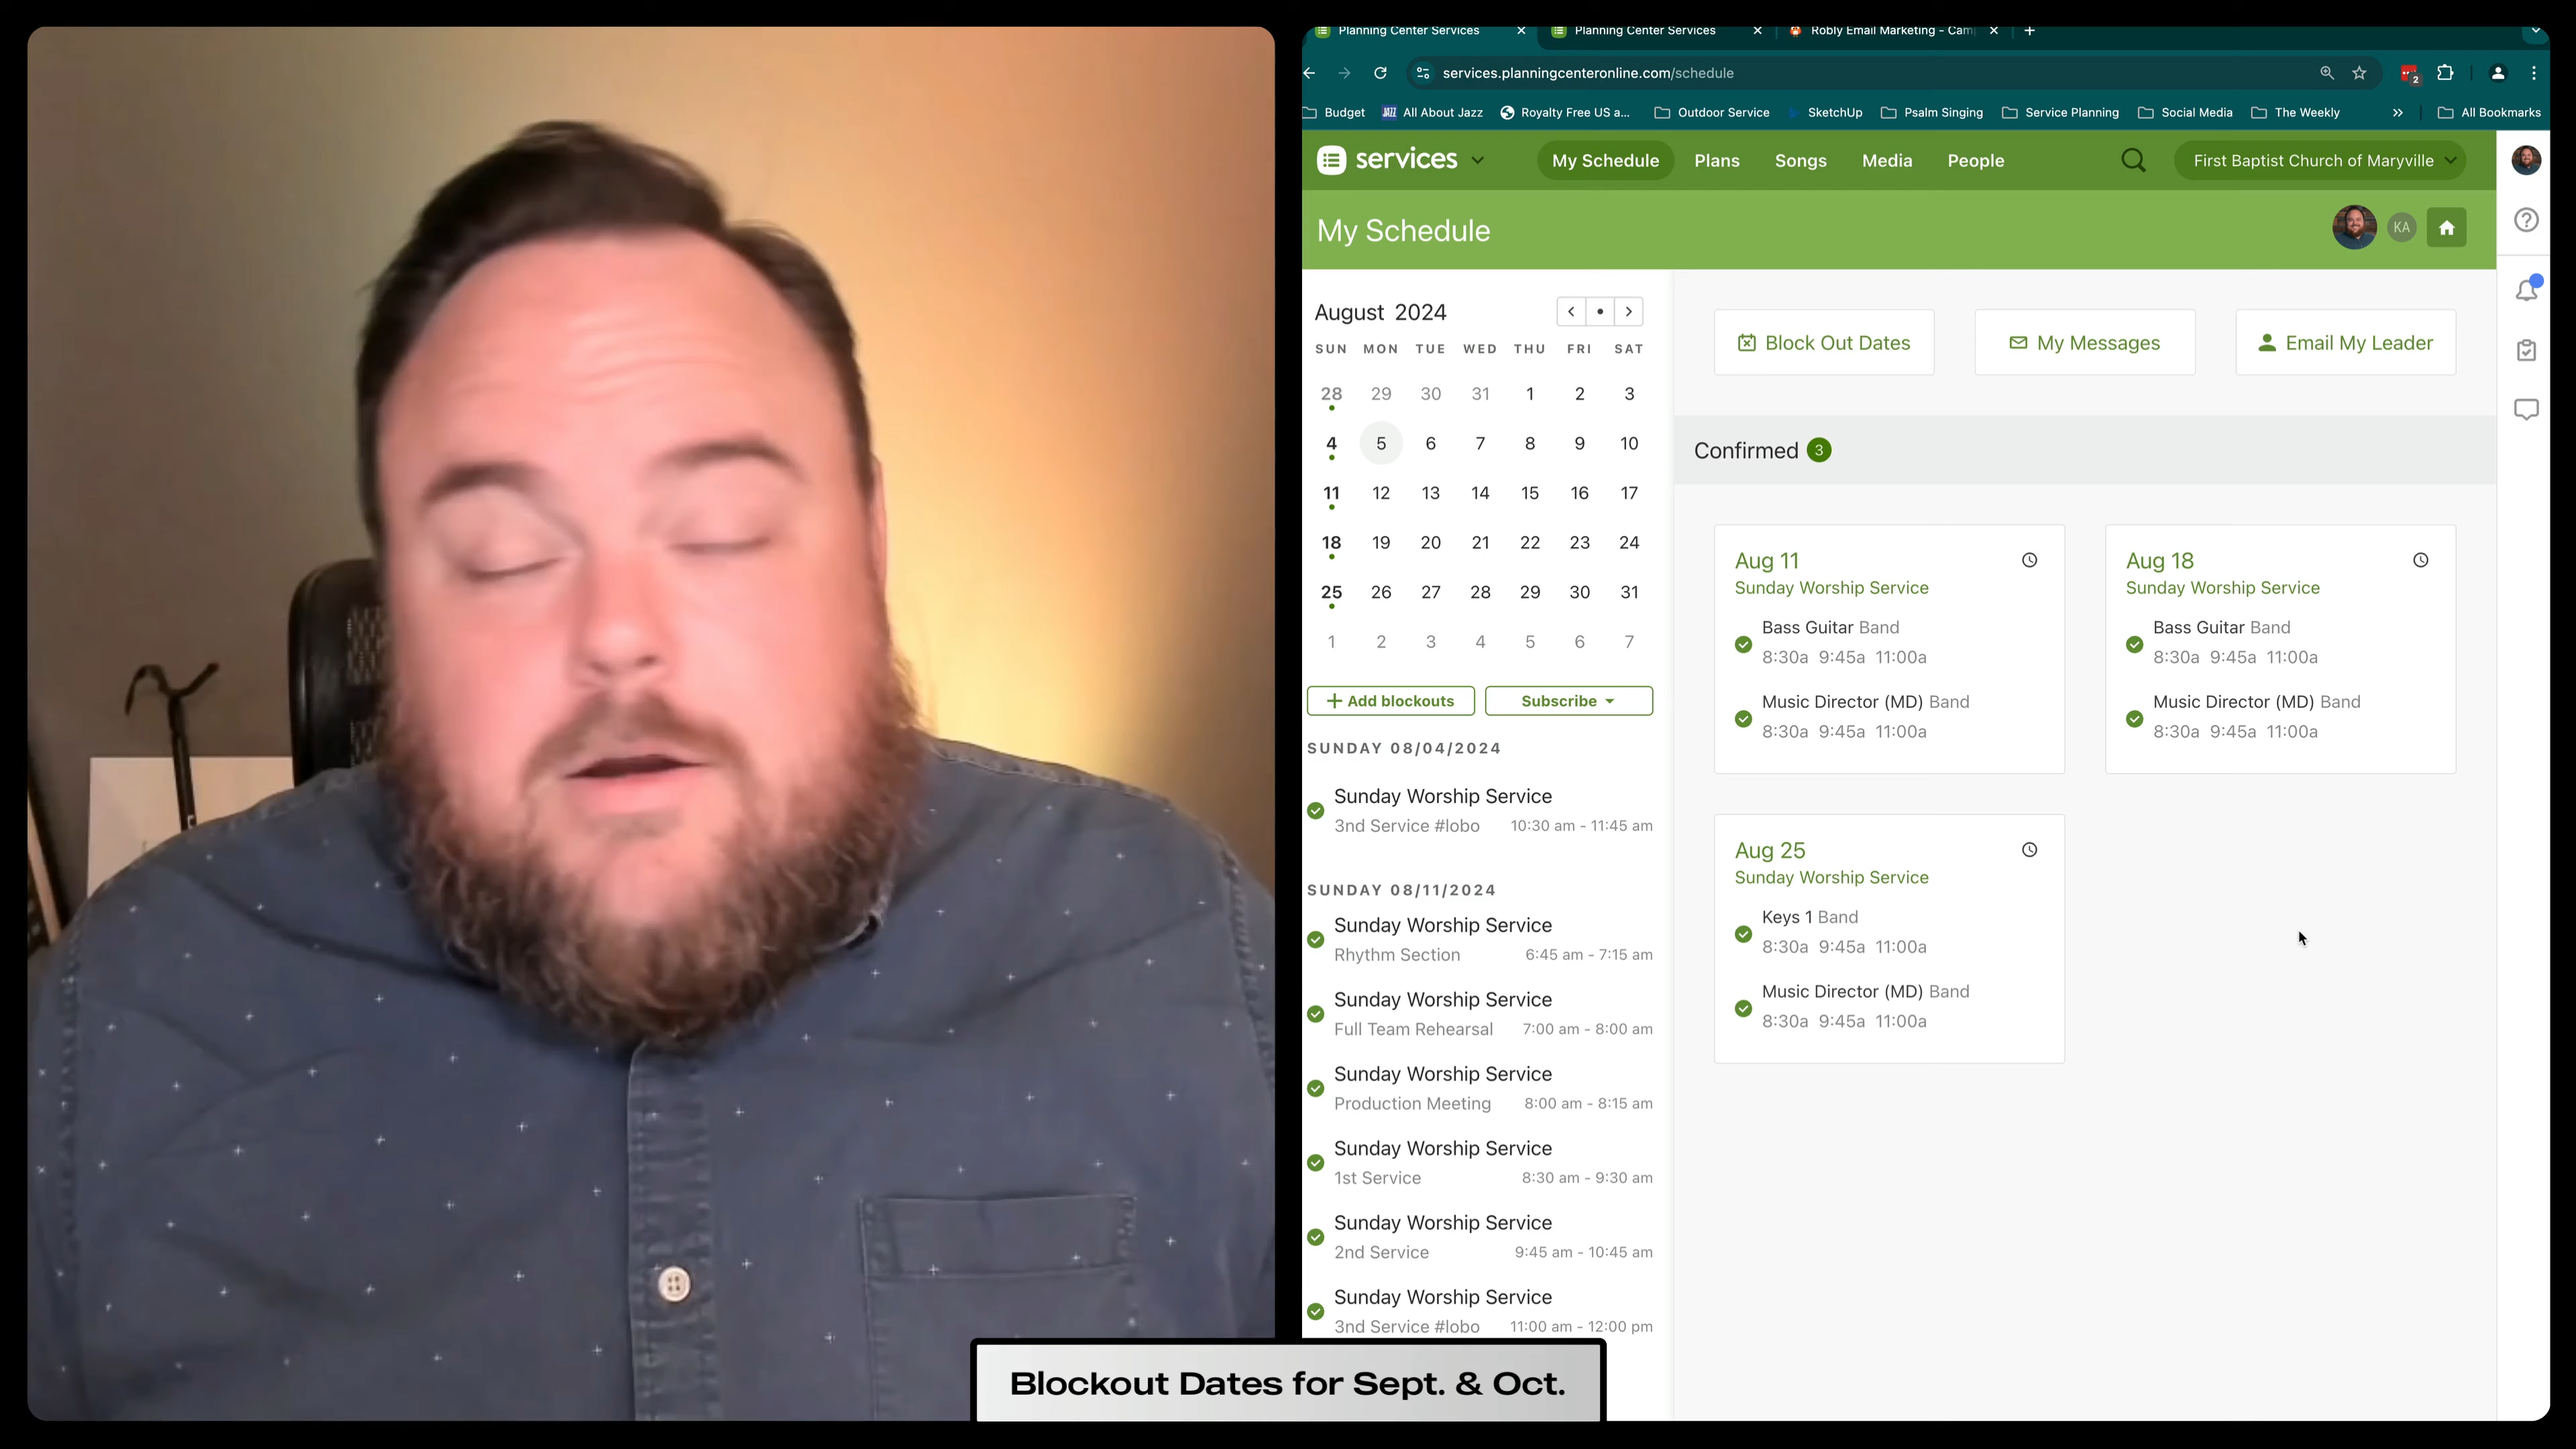 Planning Center Services
Planning Center Services
Robly Email Marketing - Cam
services.planningcenteronline.com/schedule
2
Budget
JAZZ All About Jazz
Royalty Free US a...
Outdoor Service
SketchUp
Psalm Singing
Service Planning
Social Media
The Weekly
All Bookmarks
services
My Schedule
Plans
Songs
Media
People
First Baptist Church of Maryville
My Schedule
KA
August 2024
SUN MON TUE WED THU FRI SAT
28 29 30 31 1 2 3
4 5 6 7 8 9 10
11 12 13 14 15 16 17
18 19 20 21 22 23 24
25 26 27 28 29 30 31
1 2 3 4 5 6 7
+ Add blockouts
Subscribe
SUNDAY 08/04/2024
Sunday Worship Service
3nd Service #lobo 10:30 am - 11:45 am
SUNDAY 08/11/2024
Sunday Worship Service
Rhythm Section 6:45 am - 7:15 am
Sunday Worship Service
Full Team Rehearsal 7:00 am - 8:00 am
Sunday Worship Service
Production Meeting 8:00 am - 8:15 am
Sunday Worship Service
1st Service 8:30 am - 9:30 am
Sunday Worship Service
2nd Service 9:45 am - 10:45 am
Sunday Worship Service
3nd Service #lobo 11:00 am - 12:00 pm
Block Out Dates
My Messages
Email My Leader
Confirmed 3
Aug 11
Sunday Worship Service
Bass Guitar Band
8:30a 9:45a 11:00a
Music Director (MD) Band
8:30a 9:45a 11:00a
Aug 18
Sunday Worship Service
Bass Guitar Band
8:30a 9:45a 11:00a
Music Director (MD) Band
8:30a 9:45a 11:00a
Aug 25
Sunday Worship Service
Keys 1 Band
8:30a 9:45a 11:00a
Music Director (MD) Band
8:30a 9:45a 11:00a
Blockout Dates for Sept. & Oct.